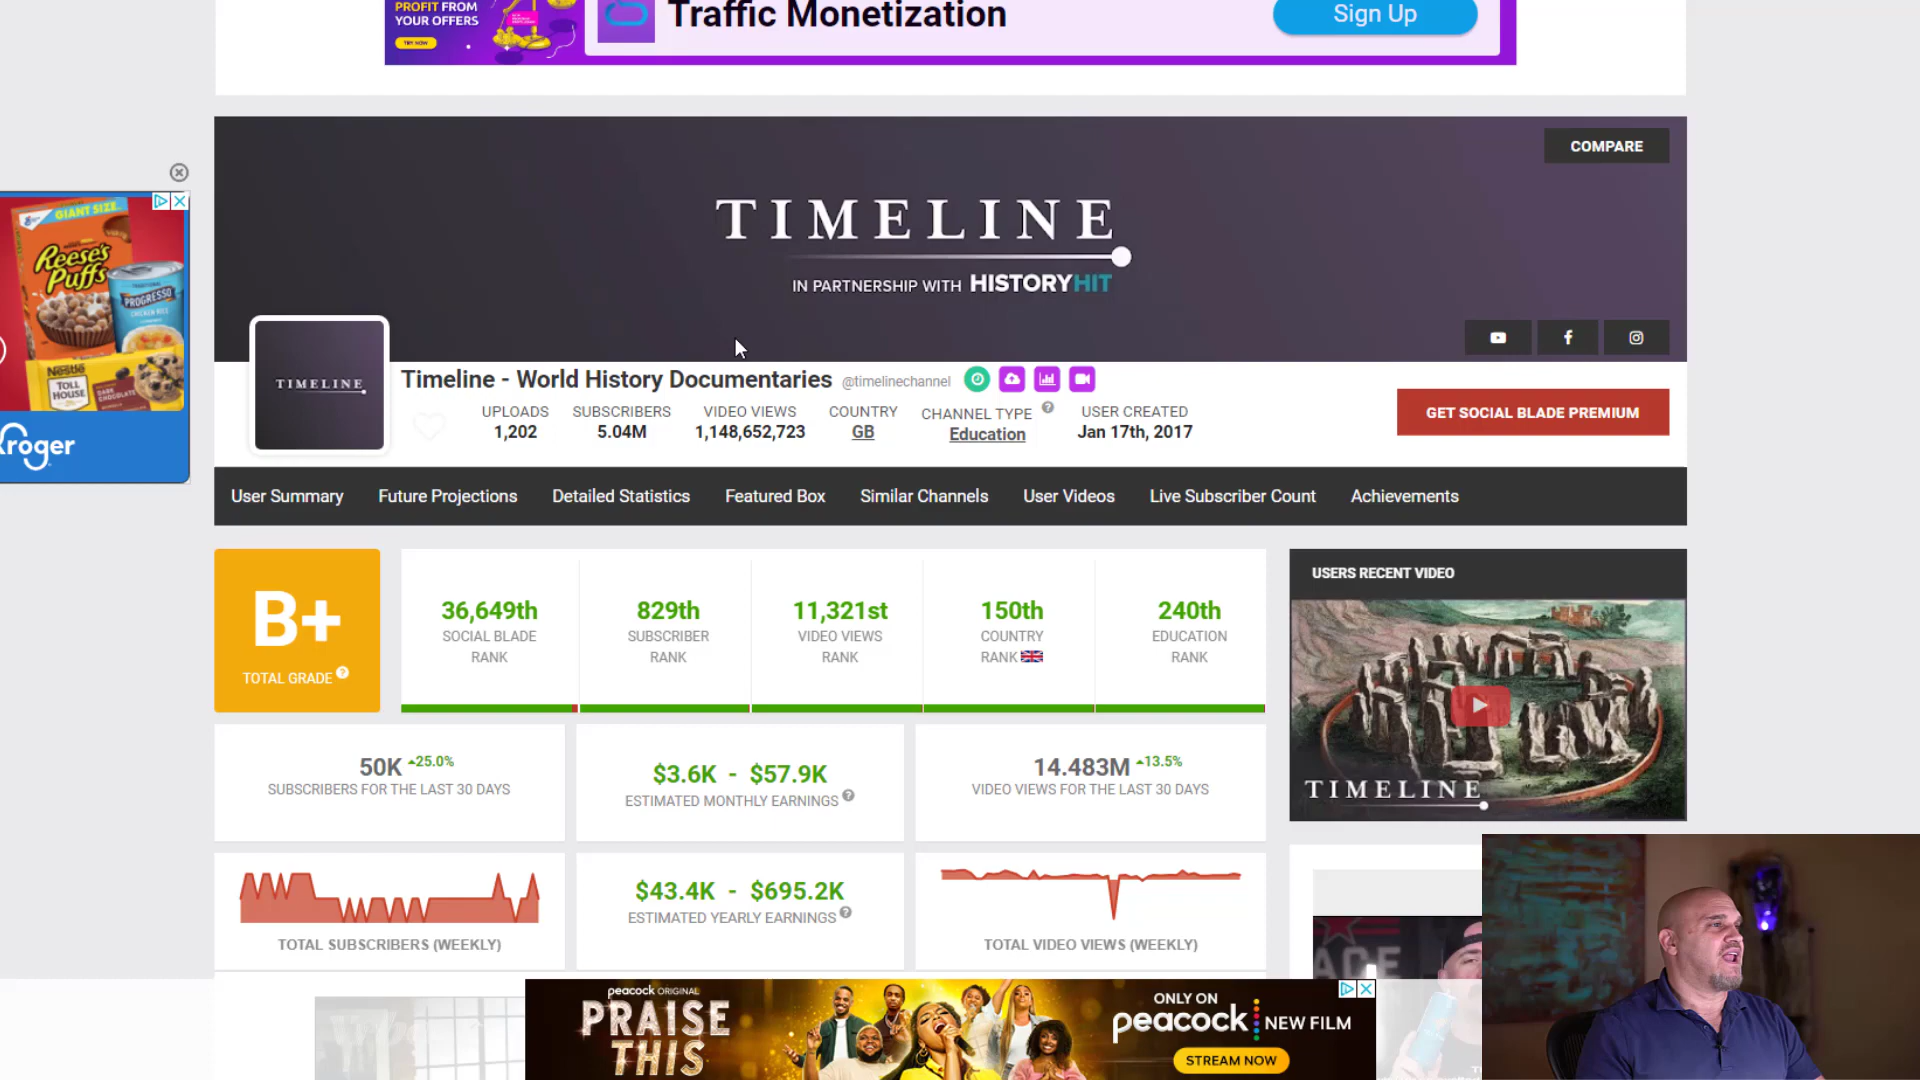 PROFIT FROM
YOUR OFFERS
TRY NOW
Traffic Monetization
Sign Up
COMPARE
TIMELINE
IN PARTNERSHIP WITH HISTORYHIT
GIANT SIZE
Reese's
Puffs
PROGRESSO
CHICKEN RICE
Nestle
TOLL
HOUSE
Kroger
TIMELINE
Timeline - World History Documentaries @timelinechannel
UPLOADS
1,202
SUBSCRIBERS
5.04M
VIDEO VIEWS
1,148,652,723
COUNTRY
GB
CHANNEL TYPE
Education
USER CREATED
Jan 17th, 2017
GET SOCIAL BLADE PREMIUM
User Summary Future Projections Detailed Statistics Featured Box Similar Channels User Videos Live Subscriber Count Achievements
B+
TOTAL GRADE
36,649th
SOCIAL BLADE
RANK
829th
SUBSCRIBER
RANK
11,321st
VIDEO VIEWS
RANK
150th
COUNTRY
RANK
240th
EDUCATION
RANK
USERS RECENT VIDEO
TIMELINE
50K 25.0%
SUBSCRIBERS FOR THE LAST 30 DAYS
$3.6K - $57.9K
ESTIMATED MONTHLY EARNINGS
14.483M 13.5%
VIDEO VIEWS FOR THE LAST 30 DAYS
TOTAL SUBSCRIBERS (WEEKLY)
$43.4K - $695.2K
ESTIMATED YEARLY EARNINGS
TOTAL VIDEO VIEWS (WEEKLY)
peacock ORIGINAL
PRAISE
THIS
ONLY ON
peacock NEW FILM
STREAM NOW